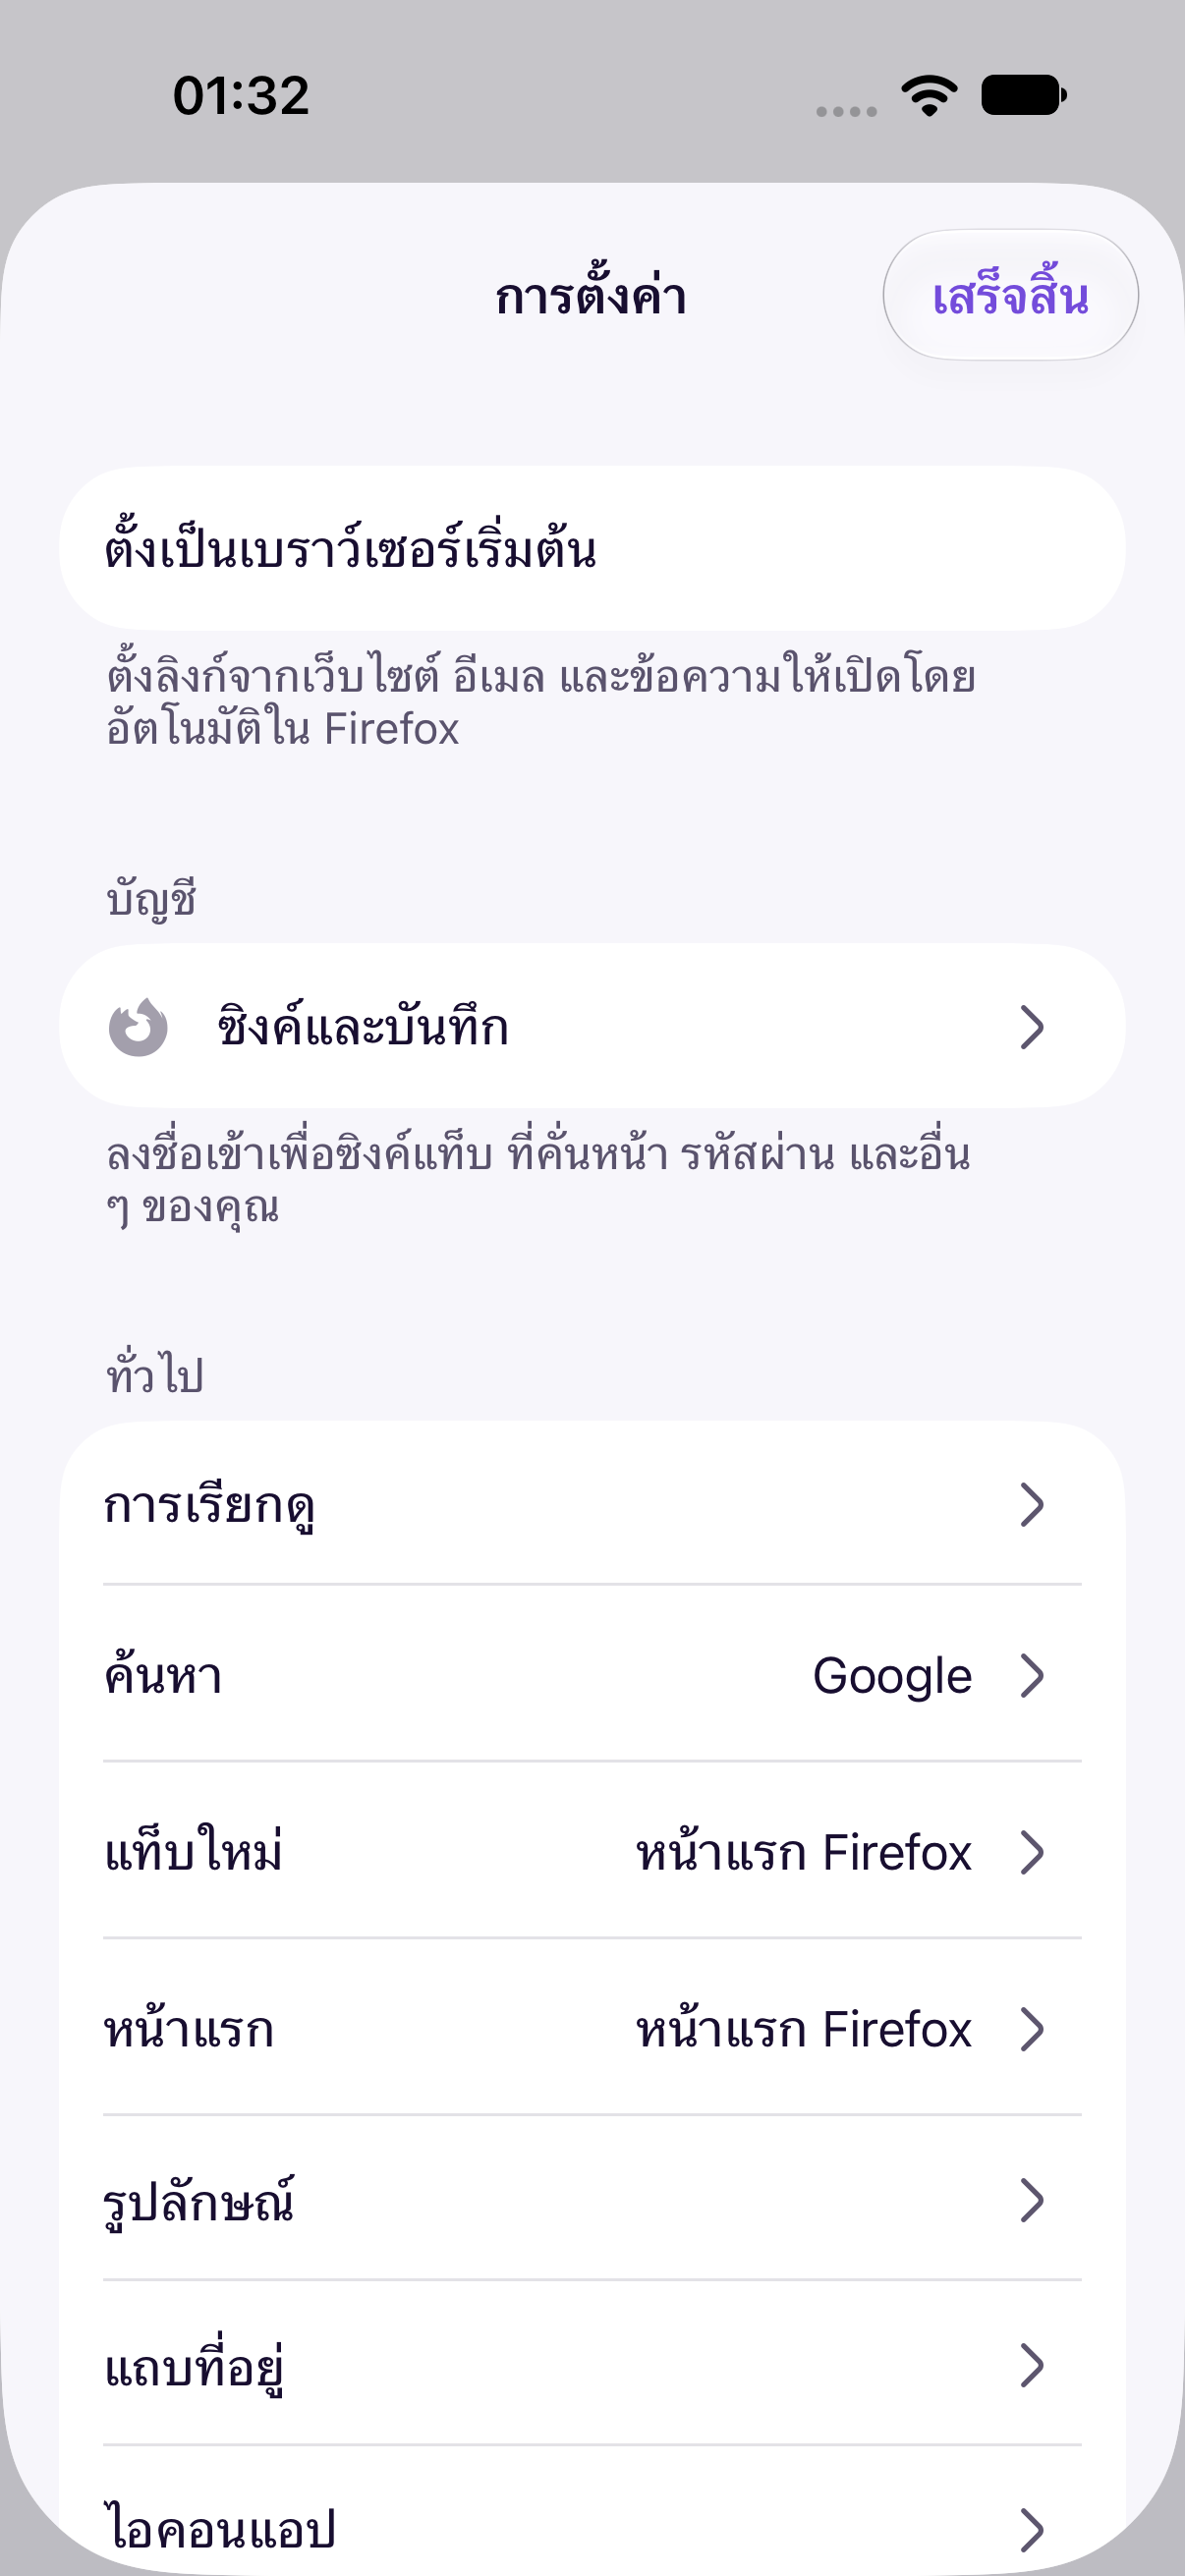 01:32
การตั้งค่า
เสร็จสิ้น
ตั้งเป็นเบราว์เซอร์เริ่มต้น
ตั้งลิงก์จากเว็บไซต์ อีเมล และข้อความให้เปิดโดย
อัตโนมัติใน Firefox
บัญชี
ซิงค์และบันทึก
ลงชื่อเข้าเพื่อซิงค์แท็บ ที่คั่นหน้า รหัสผ่าน และอื่น
ๆ ของคุณ
ทั่วไป
การเรียกดู
ค้นหา Google
แท็บใหม่ หน้าแรก Firefox
หน้าแรก หน้าแรก Firefox
รูปลักษณ์
แถบที่อยู่
ไอคอนแอป